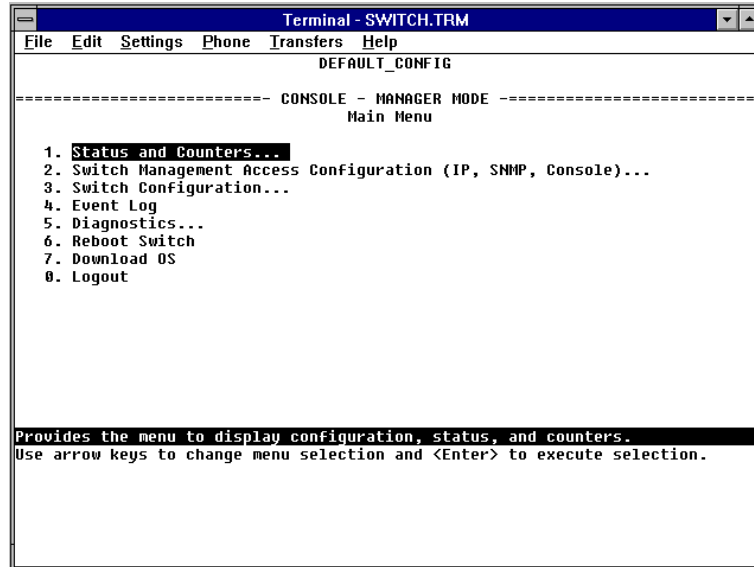 Terminal - SWITCH.TRM
File Edit Settings Phone Transfers Help
DEFAULT_CONFIG
==========================- CONSOLE - MANAGER MODE -==========================
Main Menu
1. Status and Counters...
2. Switch Management Access Configuration (IP, SNMP, Console)...
3. Switch Configuration...
4. Event Log
5. Diagnostics...
6. Reboot Switch
7. Download OS
0. Logout
Provides the menu to display configuration, status, and counters.
Use arrow keys to change menu selection and <Enter> to execute selection.